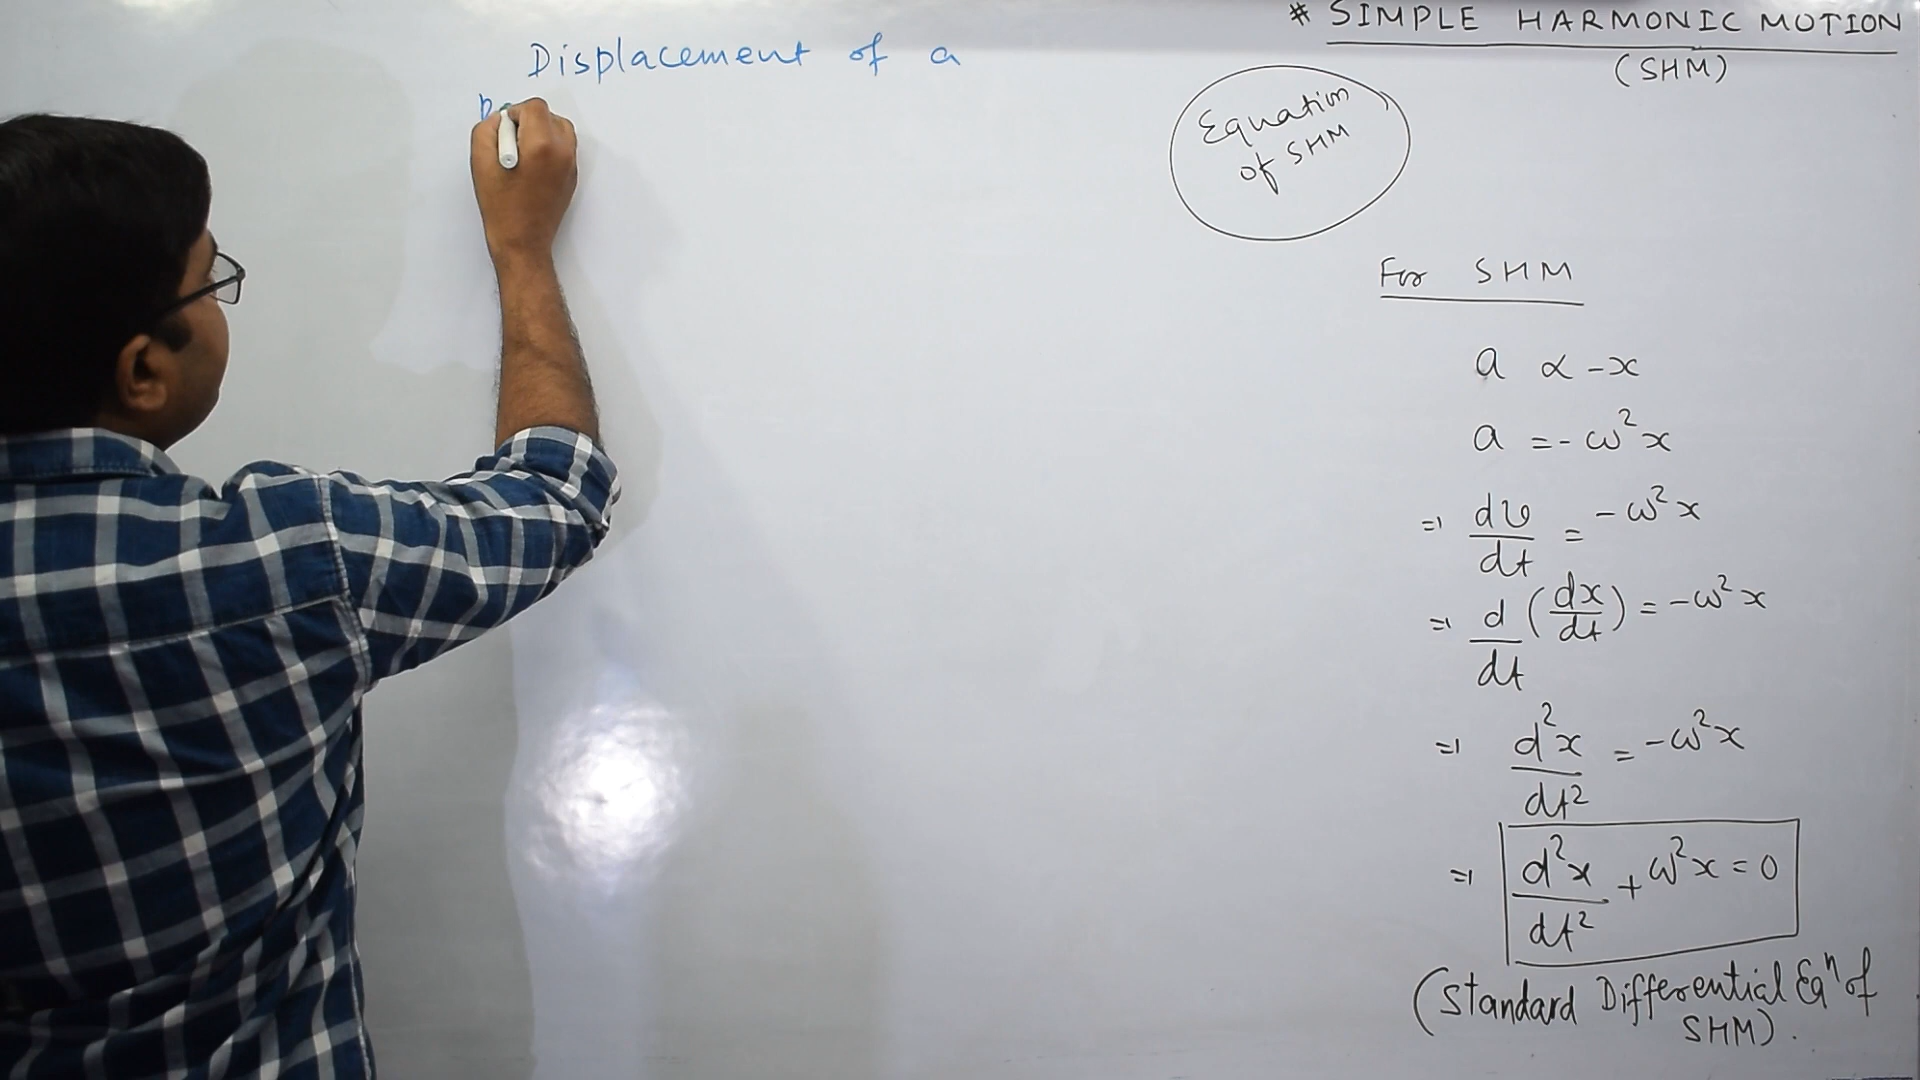 # SIMPLE HARMONIC MOTION
(SHM)
Displacement of a
Equation
of SHM
For SHM
a ∝ -x
a = - ω²x
⇒ dv/dt = -ω²x
⇒ d/dt (dx/dt) = -ω²x
⇒ d²x/dt² = -ω²x
⇒ d²x/dt² + ω²x = 0
(Standard Differential Eqⁿ of
SHM).